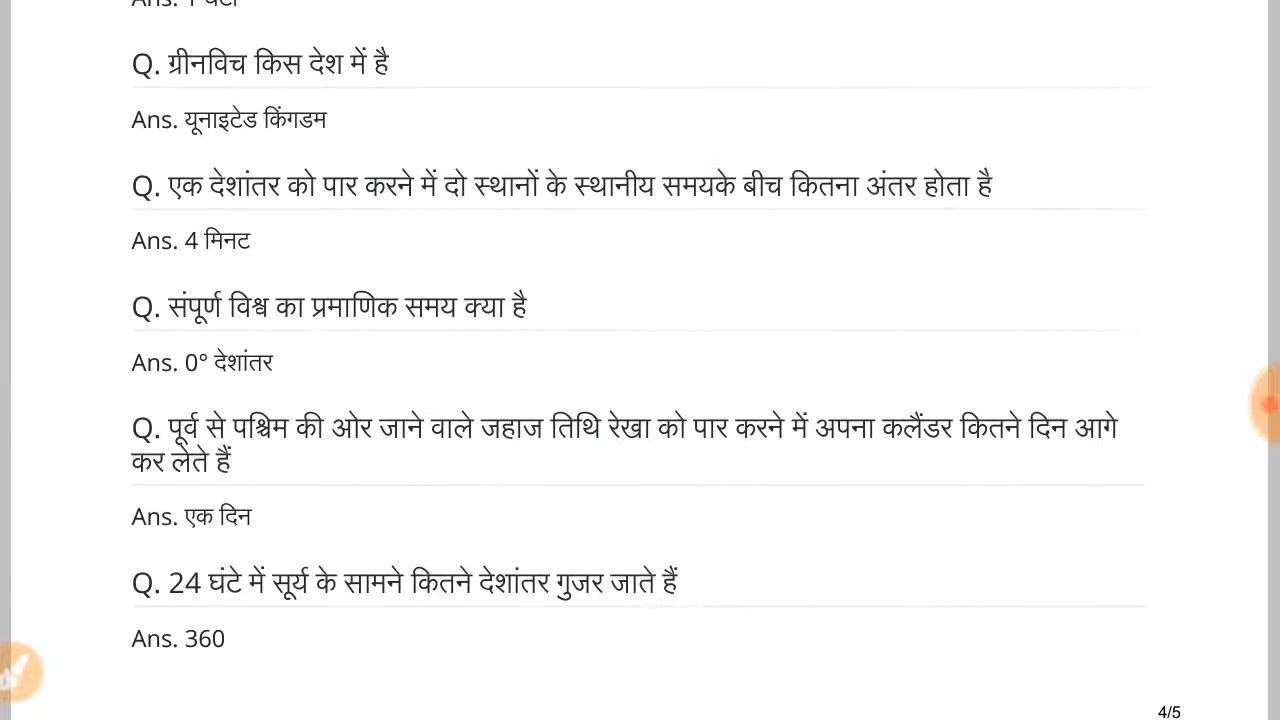 Ans. 1 घंटा
Q. ग्रीनविच किस देश में है
Ans. यूनाइटेड किंगडम
Q. एक देशांतर को पार करने में दो स्थानों के स्थानीय समयके बीच कितना अंतर होता है
Ans. 4 मिनट
Q. संपूर्ण विश्व का प्रमाणिक समय क्या है
Ans. 0° देशांतर
Q. पूर्व से पश्चिम की ओर जाने वाले जहाज तिथि रेखा को पार करने में अपना कलैंडर कितने दिन आगे
कर लेते हैं
Ans. एक दिन
Q. 24 घंटे में सूर्य के सामने कितने देशांतर गुजर जाते हैं
Ans. 360
4/5